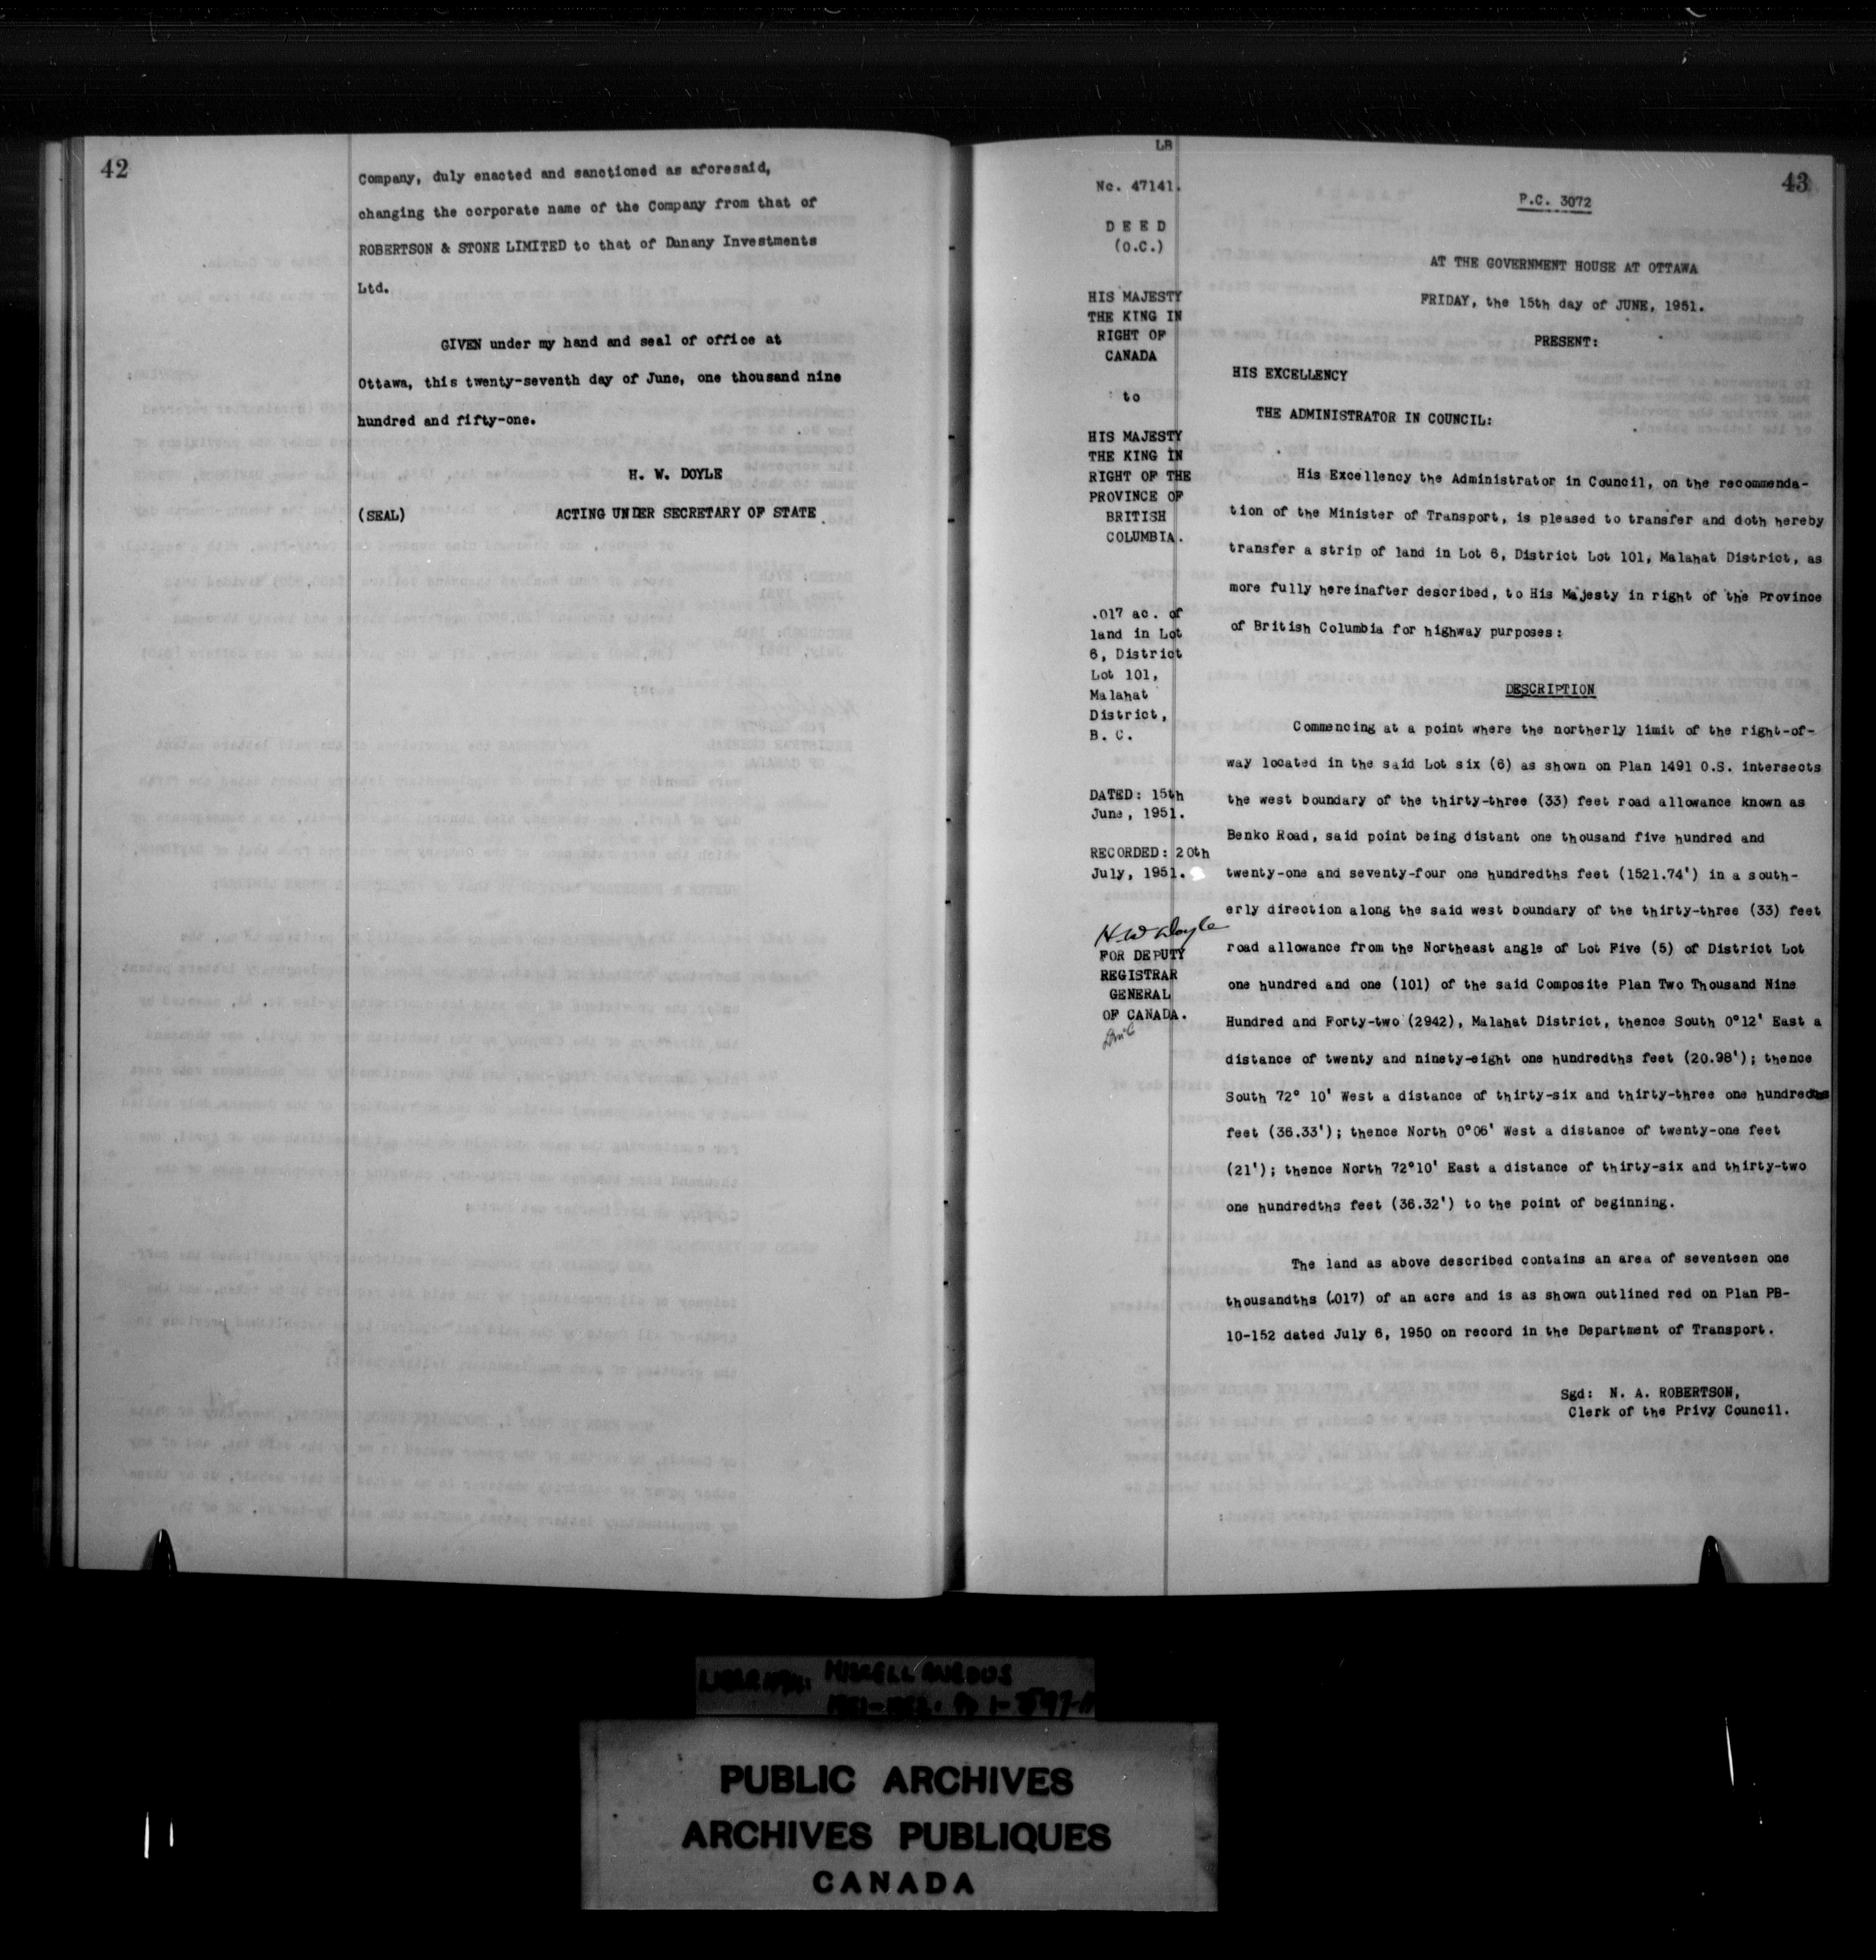 42
Company, duly enacted and sanctioned as aforesaid,
changing the corporate name of the Company from that of
ROBERTSON & STONE LIMITED to that of Danany Investments
Ltd.
GIVEN under my hand and seal of office at
Ottawa, this twenty-seventh day of June, one thousand nine
hundred and fifty-one.
H. W. DOYLE
(SEAL) ACTING UNDER SECRETARY OF STATE
LB
No. 47141.
D E E D
(O.C.)
HIS MAJESTY
THE KING IN
RIGHT OF
CANADA
to
HIS MAJESTY
THE KING IN
RIGHT OF THE
PROVINCE OF
BRITISH
COLUMBIA.
.017 ac. of
land in Lot
6, District
Lot 101,
Malahat
District,
B. C.
DATED: 15th
June, 1951.
RECORDED: 20th
July, 1951.
H W Doyle
FOR DEPUTY
REGISTRAR
GENERAL
OF CANADA.
43
P.C. 3072
AT THE GOVERNMENT HOUSE AT OTTAWA
FRIDAY, the 15th day of JUNE, 1951.
PRESENT:
HIS EXCELLENCY
THE ADMINISTRATOR IN COUNCIL:
His Excellency the Administrator in Council, on the recommenda-
tion of the Minister of Transport, is pleased to transfer and doth hereby
transfer a strip of land in Lot 6, District Lot 101, Malahat District, as
more fully hereinafter described, to His Majesty in right of the Province
of British Columbia for highway purposes:
DESCRIPTION
Commencing at a point where the northerly limit of the right-of-
way located in the said Lot six (6) as shown on Plan 1491 O.S. intersects
the west boundary of the thirty-three (33) feet road allowance known as
Benko Road, said point being distant one thousand five hundred and
twenty-one and seventy-four one hundredths feet (1521.74') in a south-
erly direction along the said west boundary of the thirty-three (33) feet
road allowance from the Northeast angle of Lot Five (5) of District Lot
one hundred and one (101) of the said Composite Plan Two Thousand Nine
Hundred and Forty-two (2942), Malahat District, thence South 0°12' East a
distance of twenty and ninety-eight one hundredths feet (20.98'); thence
South 72° 10' West a distance of thirty-six and thirty-three one hundredths
feet (36.33'); thence North 0°06' West a distance of twenty-one feet
(21'); thence North 72°10' East a distance of thirty-six and thirty-two
one hundredths feet (36.32') to the point of beginning.
The land as above described contains an area of seventeen one
thousandths (.017) of an acre and is as shown outlined red on Plan PB-
10-152 dated July 6, 1950 on record in the Department of Transport.
Sgd: N. A. ROBERTSON,
Clerk of the Privy Council.
MISCELLANEOUS
PUBLIC ARCHIVES
ARCHIVES PUBLIQUES
CANADA